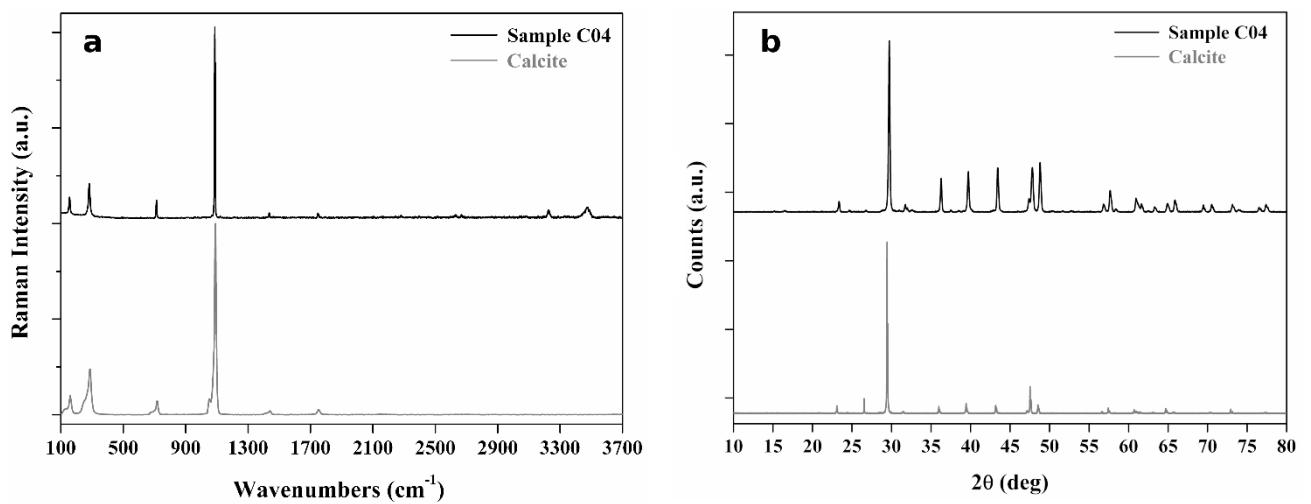 a
Sample C04
Calcite
Raman Intensity (a.u.)
100 500 900 1300 1700 2100 2500 2900 3300 3700
Wavenumbers (cm⁻¹)
b
Sample C04
Calcite
Counts (a.u.)
10 15 20 25 30 35 40 45 50 55 60 65 70 75 80
2θ (deg)